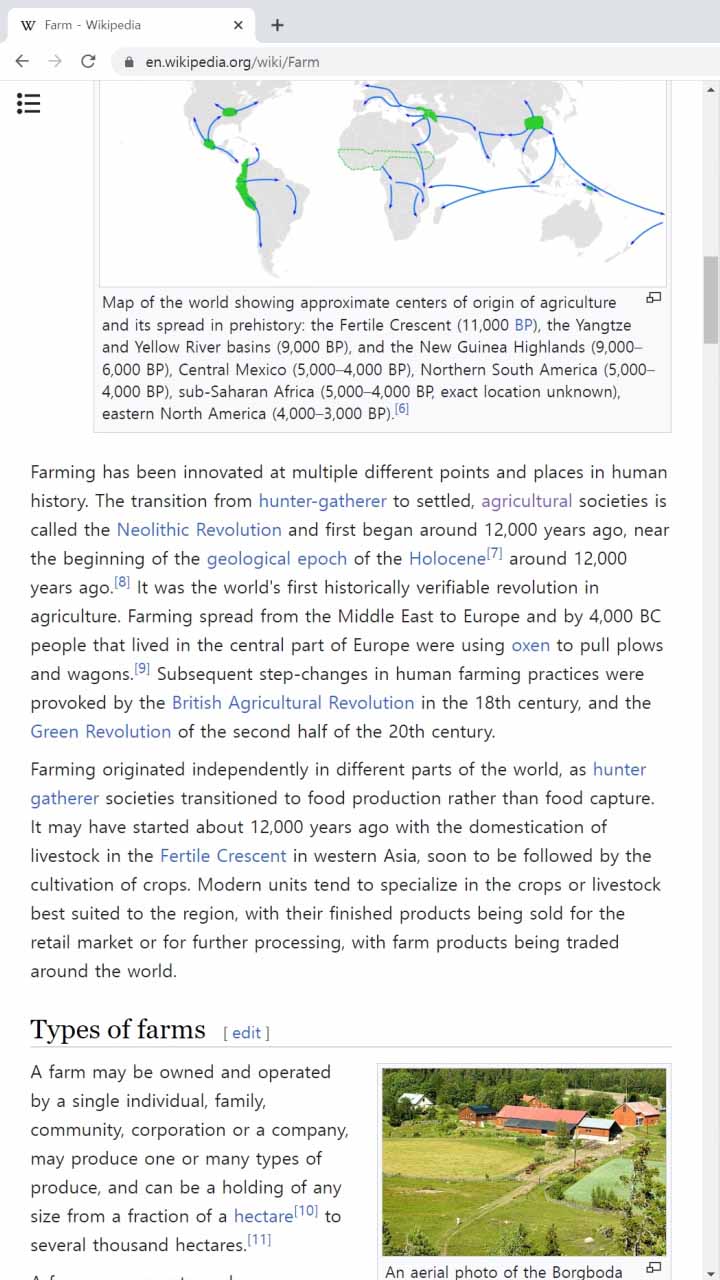 Farm - Wikipedia
en.wikipedia.org/wiki/Farm
Map of the world showing approximate centers of origin of agriculture
and its spread in prehistory: the Fertile Crescent (11,000 BP), the Yangtze
and Yellow River basins (9,000 BP), and the New Guinea Highlands (9,000–
6,000 BP), Central Mexico (5,000–4,000 BP), Northern South America (5,000–
4,000 BP), sub-Saharan Africa (5,000–4,000 BP, exact location unknown),
eastern North America (4,000–3,000 BP).[6]
Farming has been innovated at multiple different points and places in human
history. The transition from hunter-gatherer to settled, agricultural societies is
called the Neolithic Revolution and first began around 12,000 years ago, near
the beginning of the geological epoch of the Holocene[7] around 12,000
years ago.[8] It was the world's first historically verifiable revolution in
agriculture. Farming spread from the Middle East to Europe and by 4,000 BC
people that lived in the central part of Europe were using oxen to pull plows
and wagons.[9] Subsequent step-changes in human farming practices were
provoked by the British Agricultural Revolution in the 18th century, and the
Green Revolution of the second half of the 20th century.
Farming originated independently in different parts of the world, as hunter
gatherer societies transitioned to food production rather than food capture.
It may have started about 12,000 years ago with the domestication of
livestock in the Fertile Crescent in western Asia, soon to be followed by the
cultivation of crops. Modern units tend to specialize in the crops or livestock
best suited to the region, with their finished products being sold for the
retail market or for further processing, with farm products being traded
around the world.
Types of farms [ edit ]
A farm may be owned and operated
by a single individual, family,
community, corporation or a company,
may produce one or many types of
produce, and can be a holding of any
size from a fraction of a hectare[10] to
several thousand hectares.[11]
An aerial photo of the Borgboda